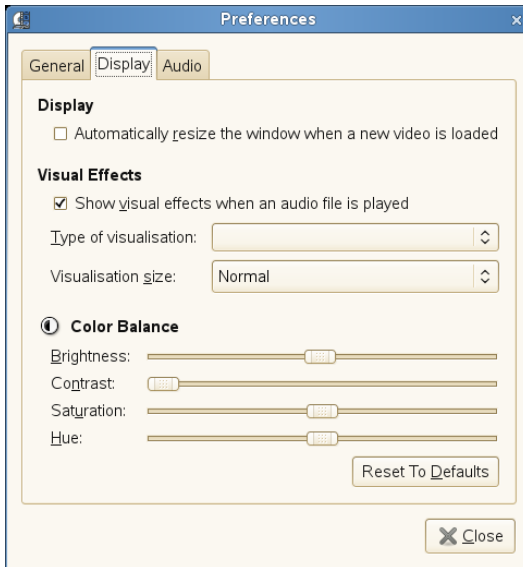 Preferences
General Display Audio
Display
Automatically resize the window when a new video is loaded
Visual Effects
Show visual effects when an audio file is played
Type of visualisation:
Visualisation size: Normal
Color Balance
Brightness:
Contrast:
Saturation:
Hue:
Reset To Defaults
Close